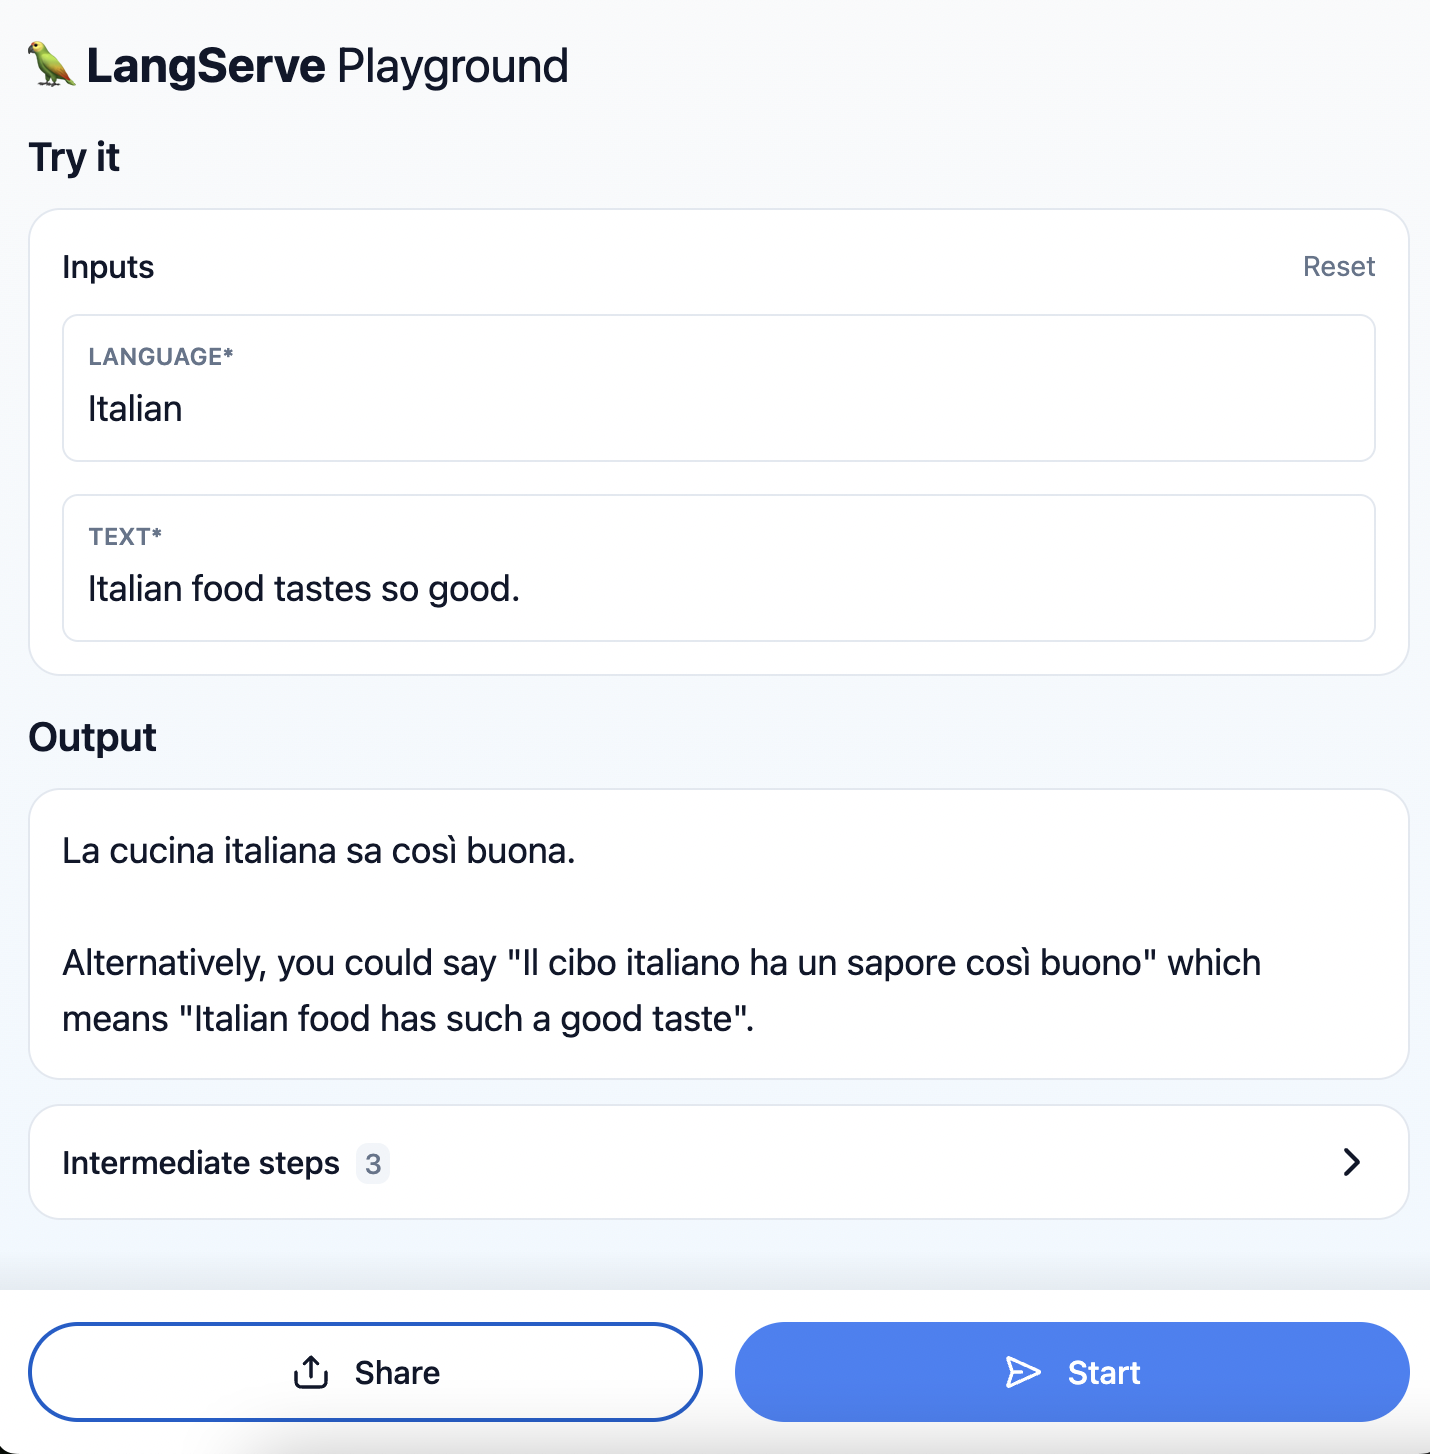 LangServe Playground
Try it
Inputs
Reset
LANGUAGE*
Italian
TEXT*
Italian food tastes so good.
Output
La cucina italiana sa così buona.
Alternatively, you could say "Il cibo italiano ha un sapore così buono" which
means "Italian food has such a good taste".
Intermediate steps 3
Share
Start